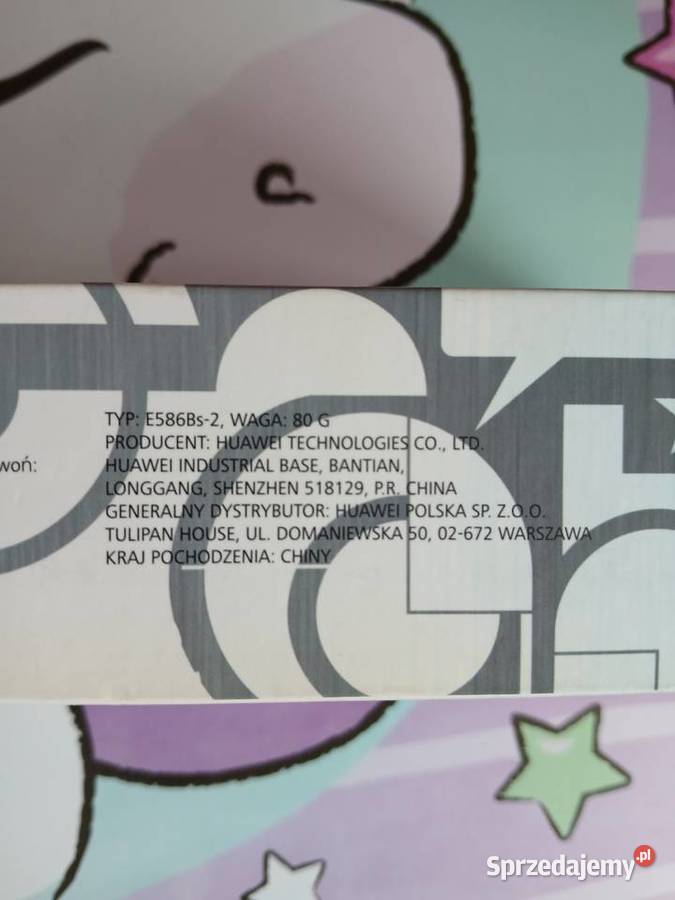 TYP: E586Bs-2, WAGA: 80 G
PRODUCENT: HUAWEI TECHNOLOGIES CO., LTD.
woń: HUAWEI INDUSTRIAL BASE, BANTIAN,
LONGGANG, SHENZHEN 518129, P.R. CHINA
GENERALNY DYSTRYBUTOR: HUAWEI POLSKA SP. Z.O.O.
TULIPAN HOUSE, UL. DOMANIEWSKA 50, 02-672 WARSZAWA
KRAJ POCHODZENIA: CHINY
Sprzedajemy.pl